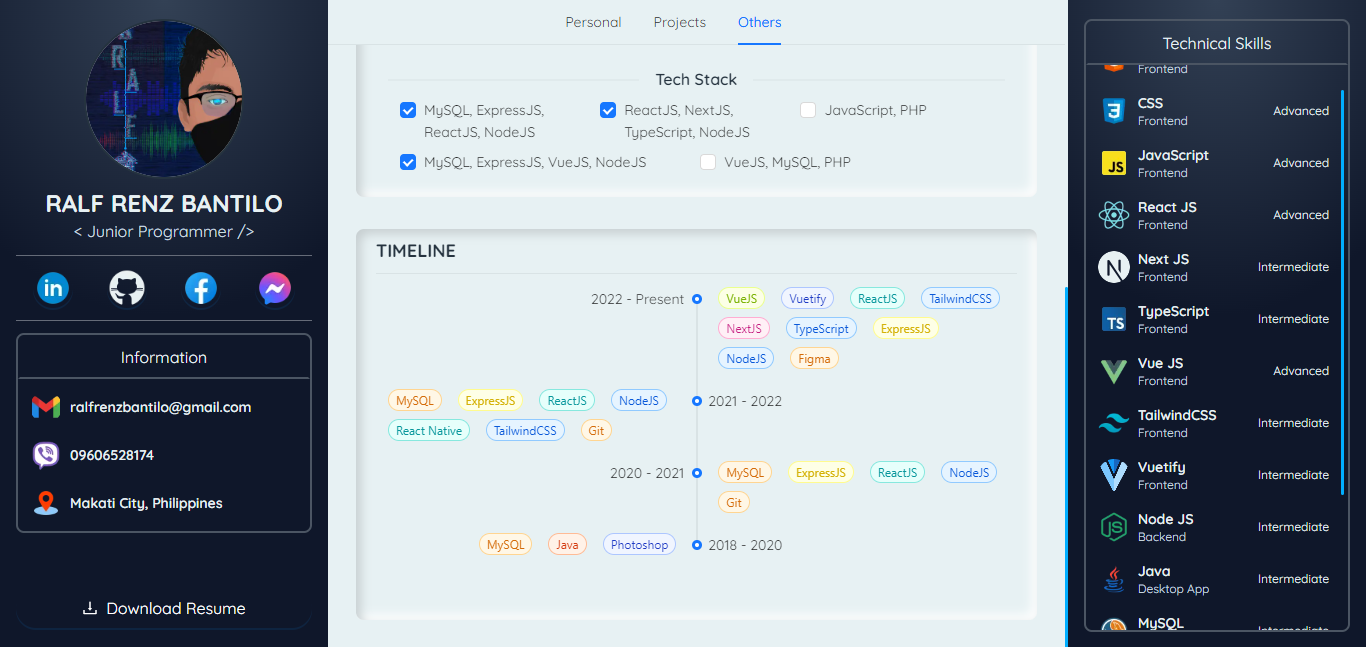 RALF RENZ BANTILO
< Junior Programmer />
in
Information
ralfrenzbantilo@gmail.com
09606528174
Makati City, Philippines
Download Resume
Personal Projects Others
Tech Stack
MySQL, ExpressJS, ReactJS, NextJS, JavaScript, PHP
ReactJS, NodeJS TypeScript, NodeJS
MySQL, ExpressJS, VueJS, NodeJS VueJS, MySQL, PHP
TIMELINE
2022 - Present VueJS Vuetify ReactJS TailwindCSS
NextJS TypeScript ExpressJS
NodeJS Figma
MySQL ExpressJS ReactJS NodeJS 2021 - 2022
React Native TailwindCSS Git
2020 - 2021 MySQL ExpressJS ReactJS NodeJS
Git
MySQL Java Photoshop 2018 - 2020
Technical Skills
Frontend
CSS
Frontend Advanced
JS JavaScript
Frontend Advanced
React JS
Frontend Advanced
N Next JS
Frontend Intermediate
TS TypeScript
Frontend Intermediate
Vue JS
Frontend Advanced
TailwindCSS
Frontend Intermediate
Vuetify
Frontend Intermediate
JS Node JS
Backend Intermediate
Java
Desktop App Intermediate
MySQL
Intermediate